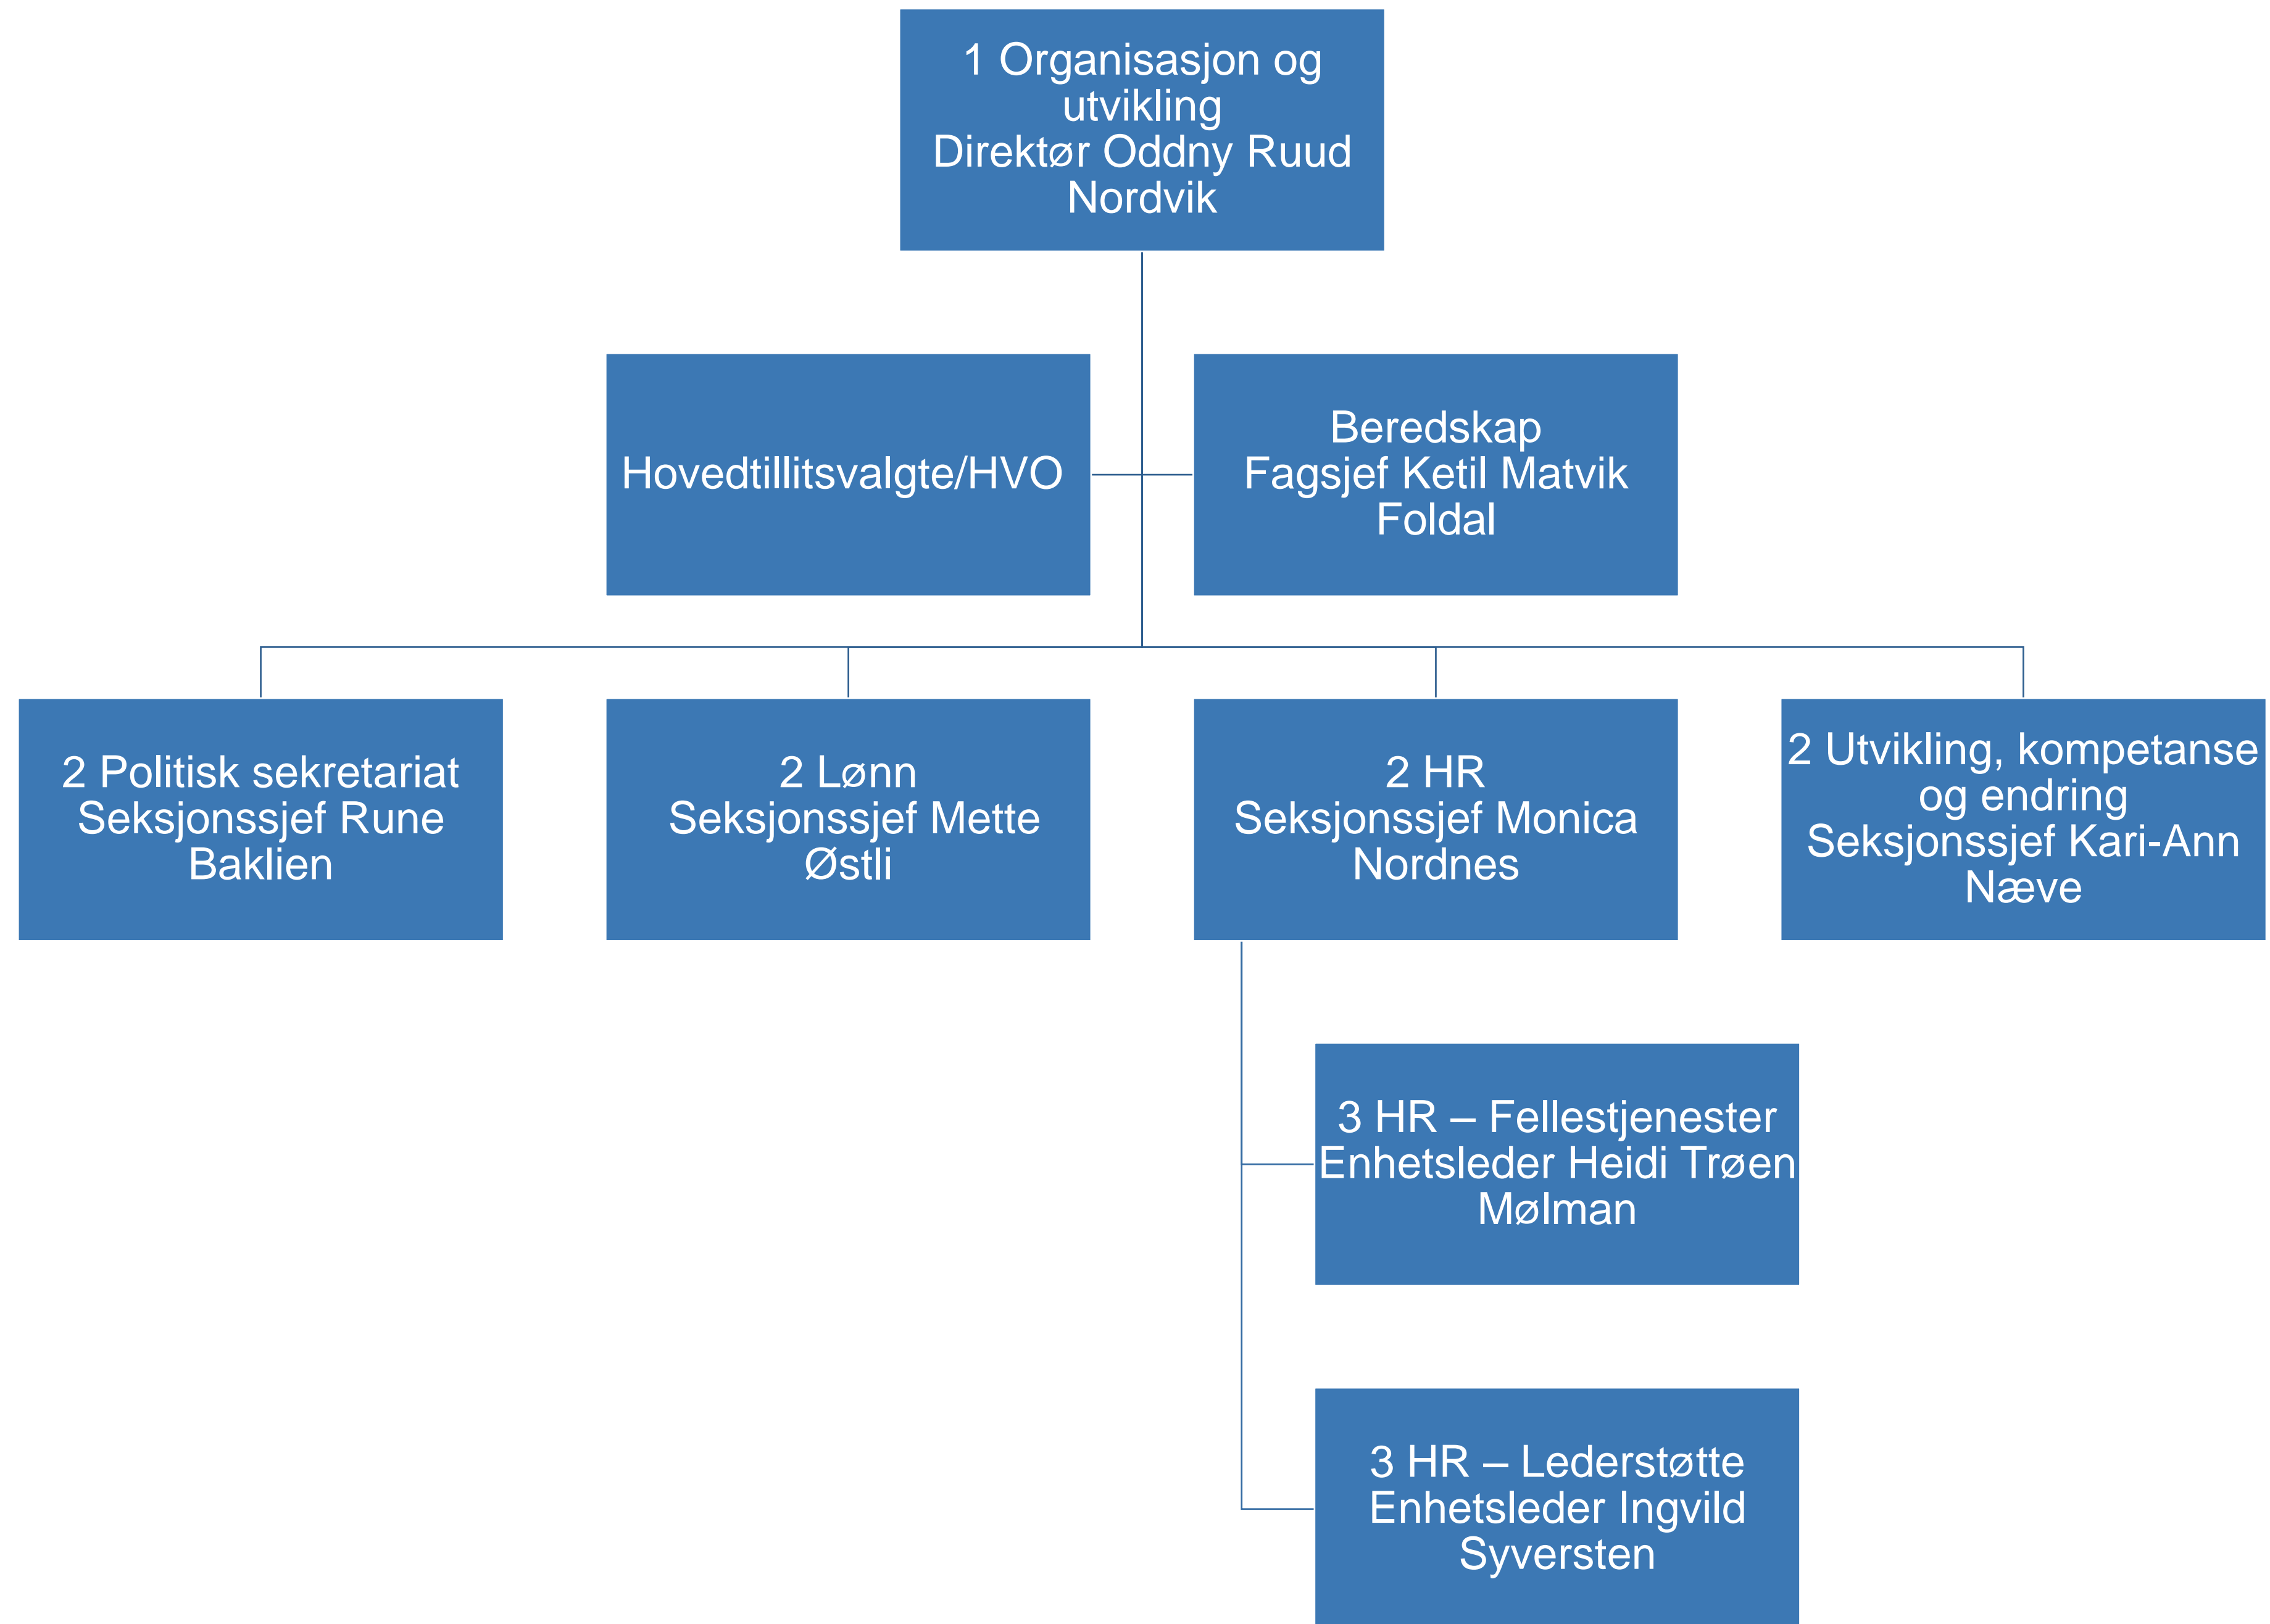 1 Organisasjon og
utvikling
Direktør Oddny Ruud
Nordvik
Hovedtillitsvalgte/HVO
Beredskap
Fagsjef Ketil Matvik
Foldal
2 Politisk sekretariat
Seksjonssjef Rune
Baklien
2 Lønn
Seksjonssjef Mette
Østli
2 HR
Seksjonssjef Monica
Nordnes
2 Utvikling, kompetanse
og endring
Seksjonssjef Kari-Ann
Næve
3 HR – Fellestjenester
Enhetsleder Heidi Trøen
Mølman
3 HR – Lederstøtte
Enhetsleder Ingvild
Syversten